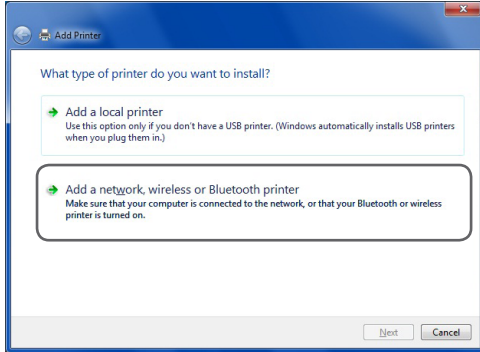 Add Printer
What type of printer do you want to install?
Add a local printer
Use this option only if you don't have a USB printer. (Windows automatically installs USB printers
when you plug them in.)
Add a network, wireless or Bluetooth printer
Make sure that your computer is connected to the network, or that your Bluetooth or wireless
printer is turned on.
Next Cancel